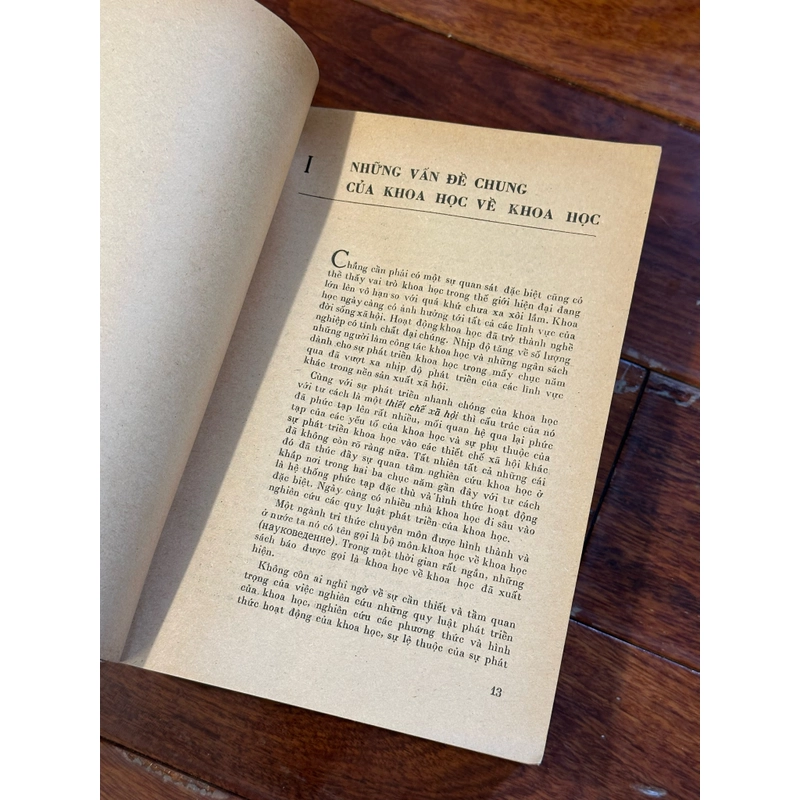 I
NHỮNG VẤN ĐỀ CHUNG
CỦA KHOA HỌC VỀ KHOA HỌC
Chẳng cần phải có một sự quan sát đặc biệt cũng có
thể thấy vai trò khoa học trong thế giới hiện đại đang
lớn lên vô hạn so với quá khứ chưa xa xôi lắm. Khoa
học ngày càng có ảnh hưởng tới tất cả các lĩnh vực của
đời sống xã hội. Hoạt động khoa học đã trở thành nghề
nghiệp có tính chất đại chúng. Nhịp độ tăng về số lượng
những người làm công tác khoa học và những ngân sách
dành cho sự phát triển khoa học trong mấy chục năm
qua đã vượt xa nhịp độ phát triển của các lĩnh vực
khác trong nền sản xuất xã hội.
Cùng với sự phát triển nhanh chóng của khoa học
với tư cách là một thiết chế xã hội thì cấu trúc của nó
đã phức tạp lên rất nhiều, mối quan hệ qua lại phức
tạp của các yếu tố của khoa học và sự phụ thuộc của
sự phát triển khoa học vào các thiết chế xã hội khác
đã không còn rõ ràng nữa. Tất nhiên tất cả những cái
đó đã thúc đẩy sự quan tâm nghiên cứu khoa học ở
khắp nơi trong hai ba chục năm gần đây với tư cách
là hệ thống phức tạp đặc thù và hình thức hoạt động
đặc biệt. Ngày càng có nhiều nhà khoa học đi sâu vào
nghiên cứu các quy luật phát triển của khoa học.
Một ngành tri thức chuyên môn được hình thành và
ở nước ta nó có tên gọi là bộ môn khoa học về khoa học
(науковедение). Trong một thời gian rất ngắn, những
sách báo được gọi là khoa học về khoa học đã xuất
hiện.
Không còn ai nghi ngờ về sự cần thiết và tầm quan
trọng của việc nghiên cứu những quy luật phát triển
của khoa học, nghiên cứu các phương thức và hình
thức hoạt động của khoa học, sự lệ thuộc của sự phát
13